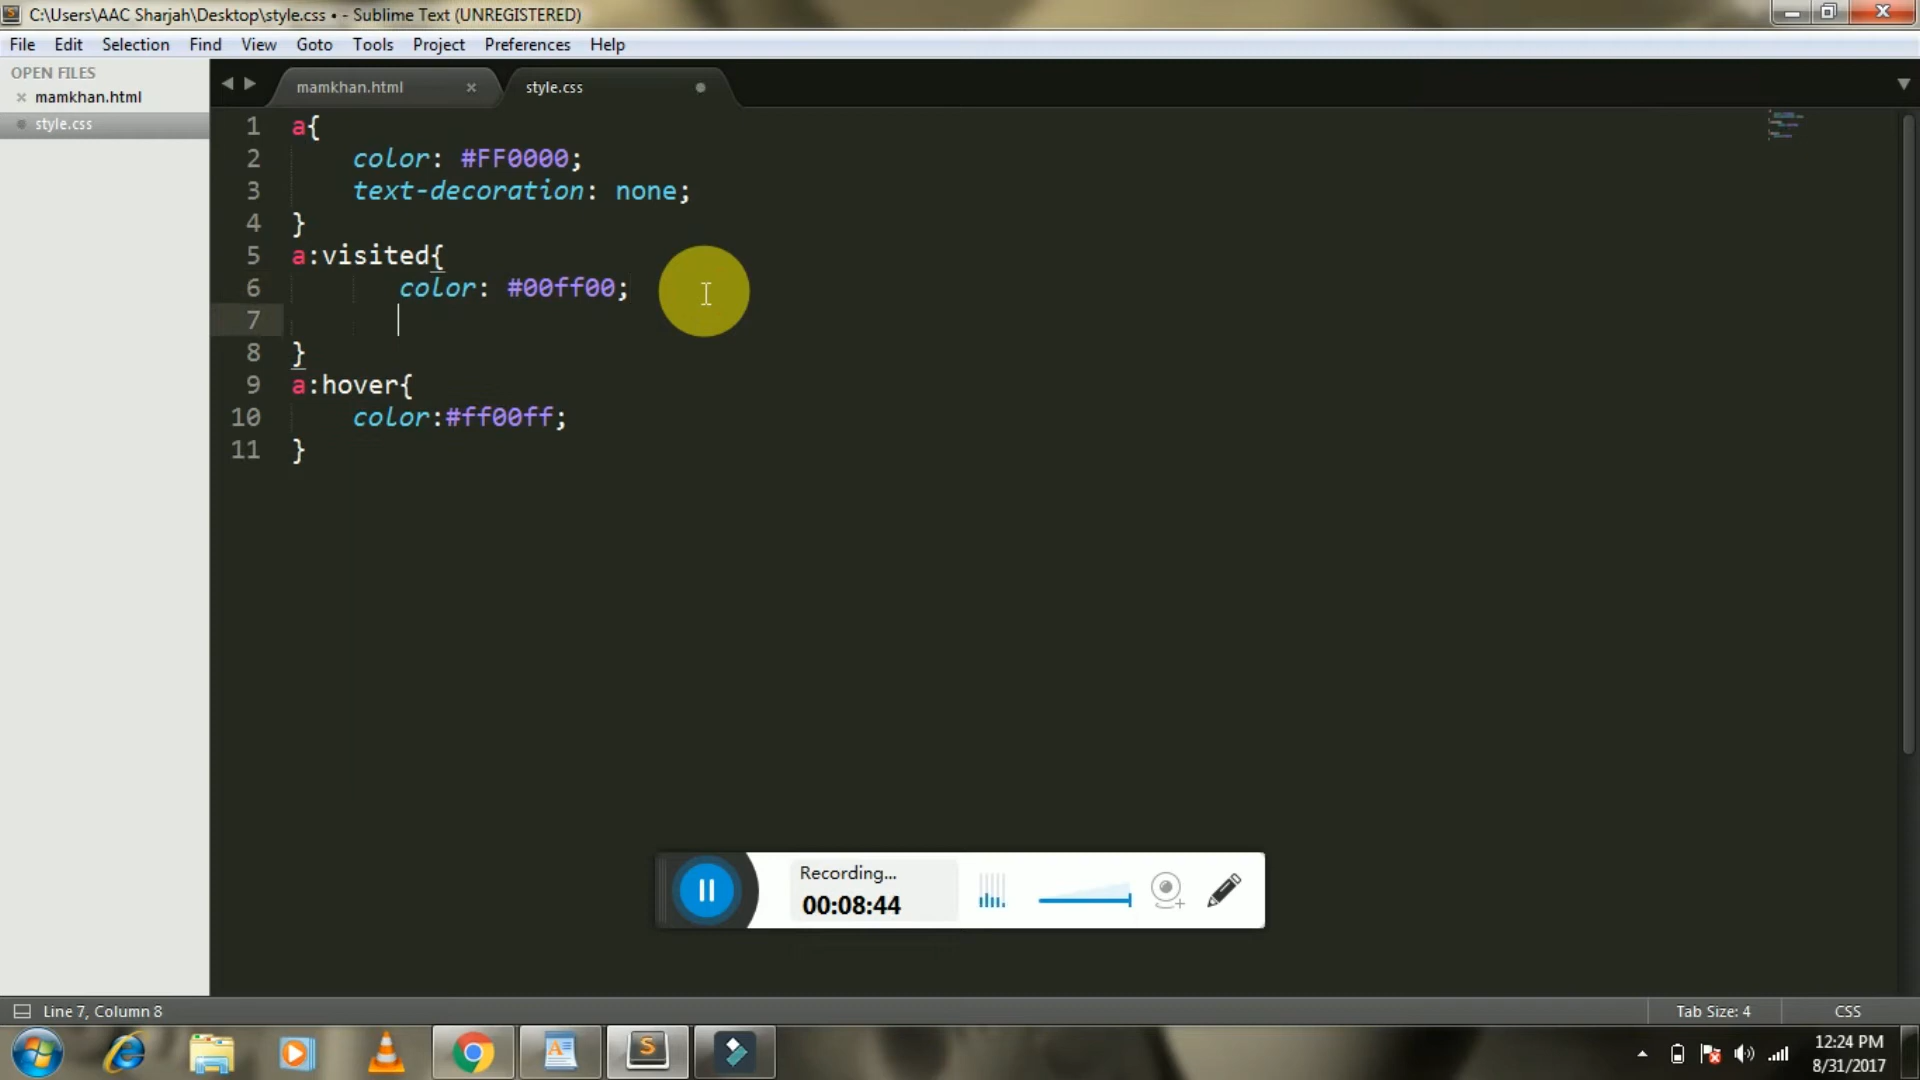 C:\Users\AAC Sharjah\Desktop\style.css • - Sublime Text (UNREGISTERED)
File Edit Selection Find View Goto Tools Project Preferences Help
OPEN FILES
mamkhan.html
style.css
mamkhan.html style.css
1 a{
2 color: #FF0000;
3 text-decoration: none;
4 }
5 a:visited{
6 color: #00ff00;
7
8 }
9 a:hover{
10 color:#ff00ff;
11 }
Recording...
00:08:44
Line 7, Column 8 Tab Size: 4 CSS
12:24 PM
8/31/2017